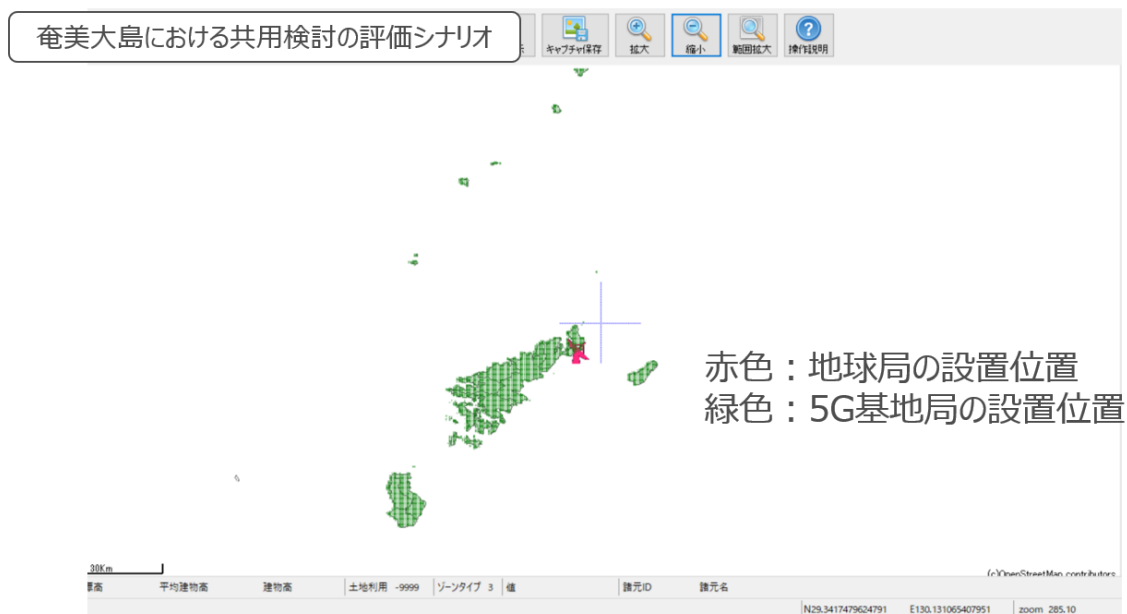 奄美大島における共用検討の評価シナリオ
キャプチャ保存
拡大
縮小
範囲拡大
操作説明
赤色：地球局の設置位置
緑色：5G基地局の設置位置
30Km
(c)OpenStreetMap contributors
標高 平均建物高 建物高 土地利用 -9999 ゾーンタイプ 3 値 諸元ID 諸元名
N29.3417479624791 E130.131065407951 zoom 285.10